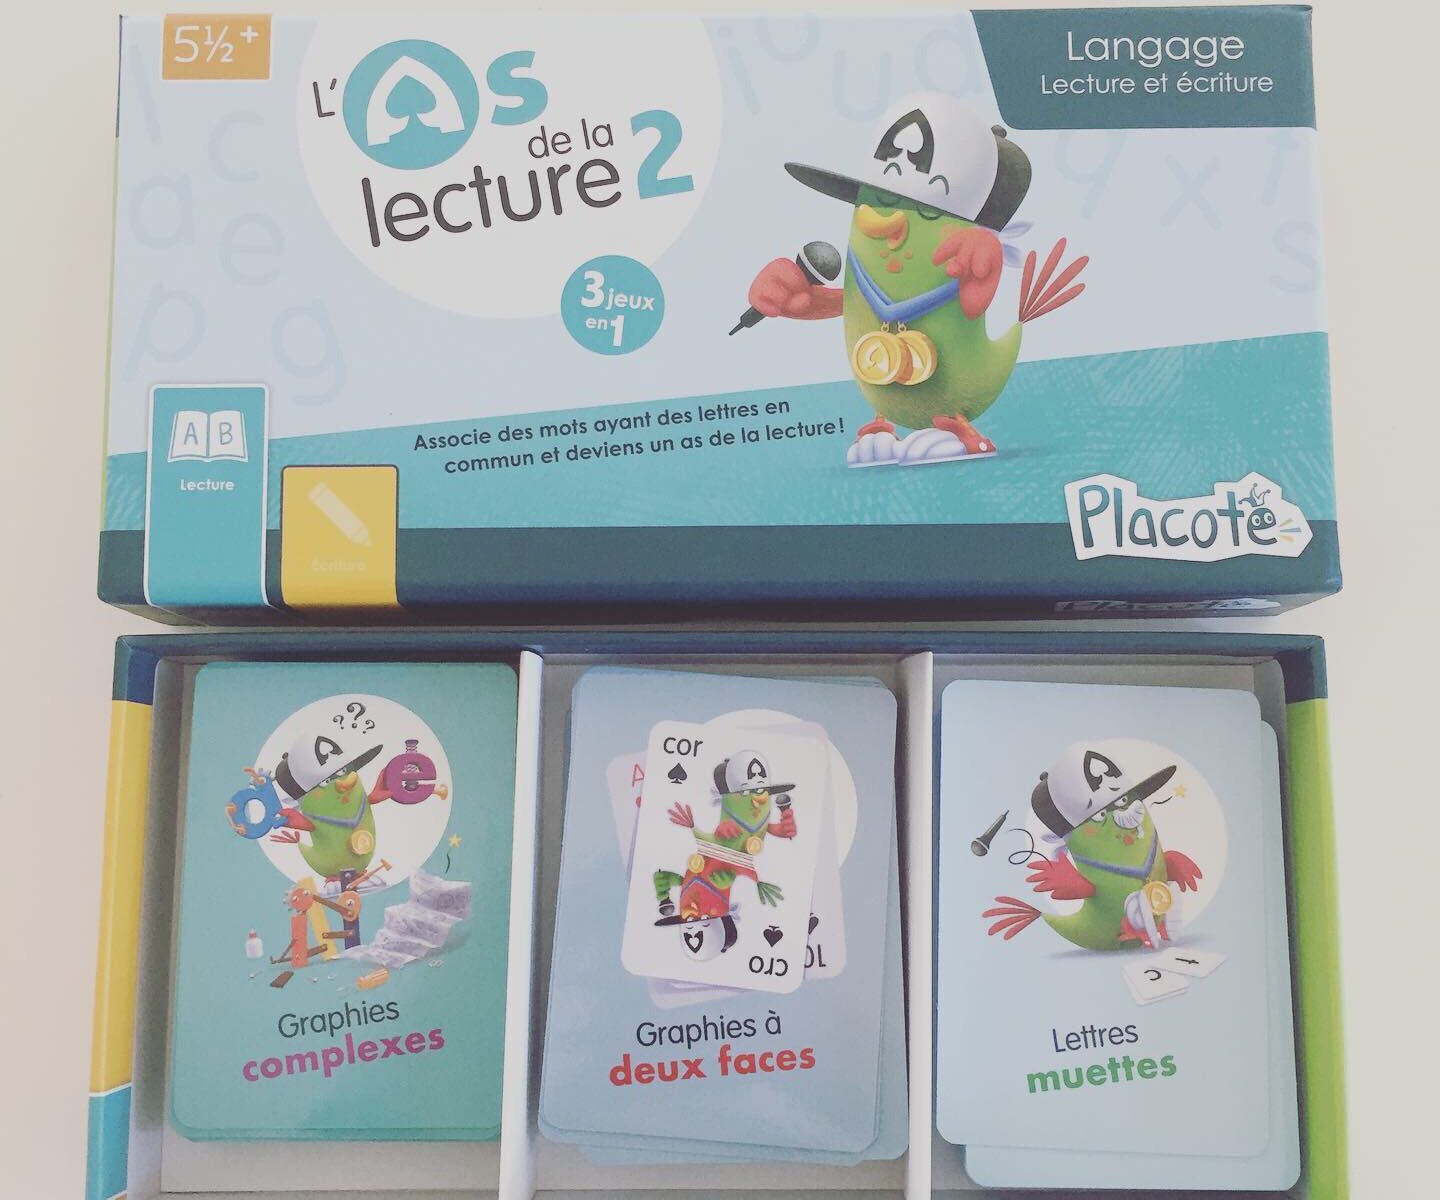 5½+
L'As
de la
lecture 2
3 jeux
en 1
Langage
Lecture et écriture
A B
Lecture
Écriture
Associe des mots ayant des lettres en
commun et deviens un as de la lecture!
Placote
Placote
Graphies
complexes
cor
cro
Graphies à
deux faces
Lettres
muettes